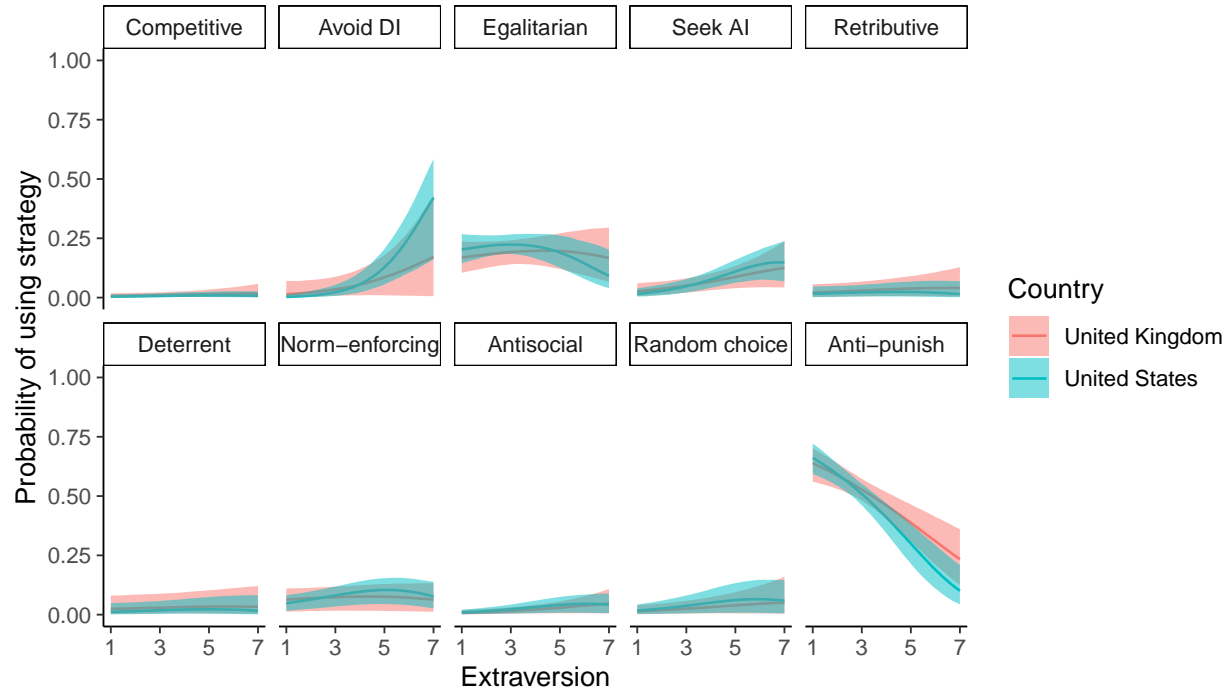 Competitive Avoid DI Egalitarian Seek AI Retributive
1.00
0.75
0.50
0.25
0.00
Deterrent Norm−enforcing Antisocial Random choice Anti−punish
1.00
0.75
0.50
0.25
0.00
1 3 5 7 1 3 5 7 1 3 5 7 1 3 5 7 1 3 5 7
Extraversion
Probability of using strategy
Country
United Kingdom
United States